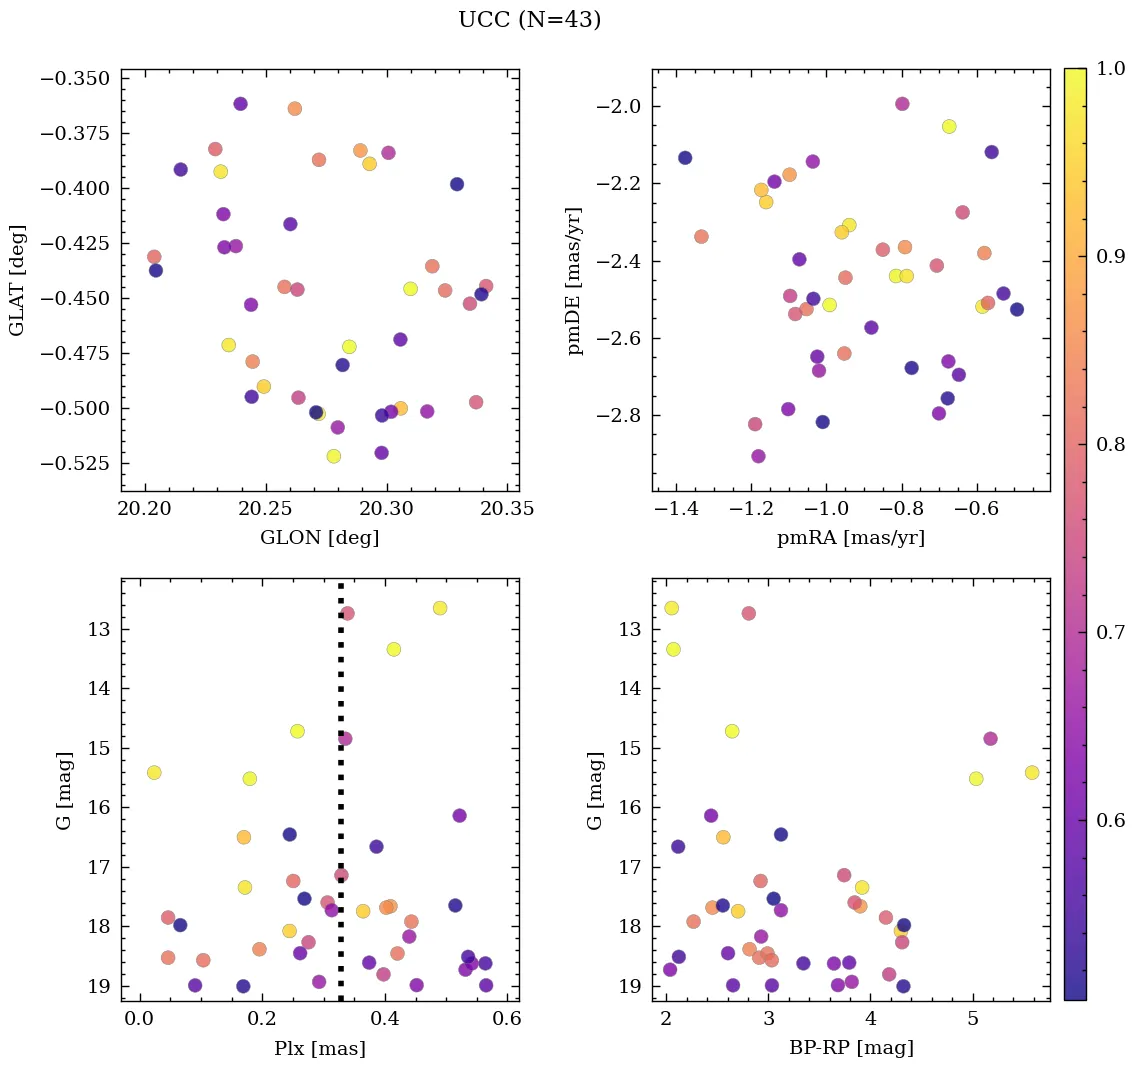 UCC (N=43)
−0.350
−0.375
−0.400
−0.425
−0.450
−0.475
−0.500
−0.525
GLAT [deg]
20.20 20.25 20.30 20.35
GLON [deg]
−2.0
−2.2
−2.4
−2.6
−2.8
pmDE [mas/yr]
−1.4 −1.2 −1.0 −0.8 −0.6
pmRA [mas/yr]
1.0
0.9
0.8
0.7
0.6
13
14
15
16
17
18
19
G [mag]
0.0 0.2 0.4 0.6
Plx [mas]
13
14
15
16
17
18
19
G [mag]
2 3 4 5
BP-RP [mag]